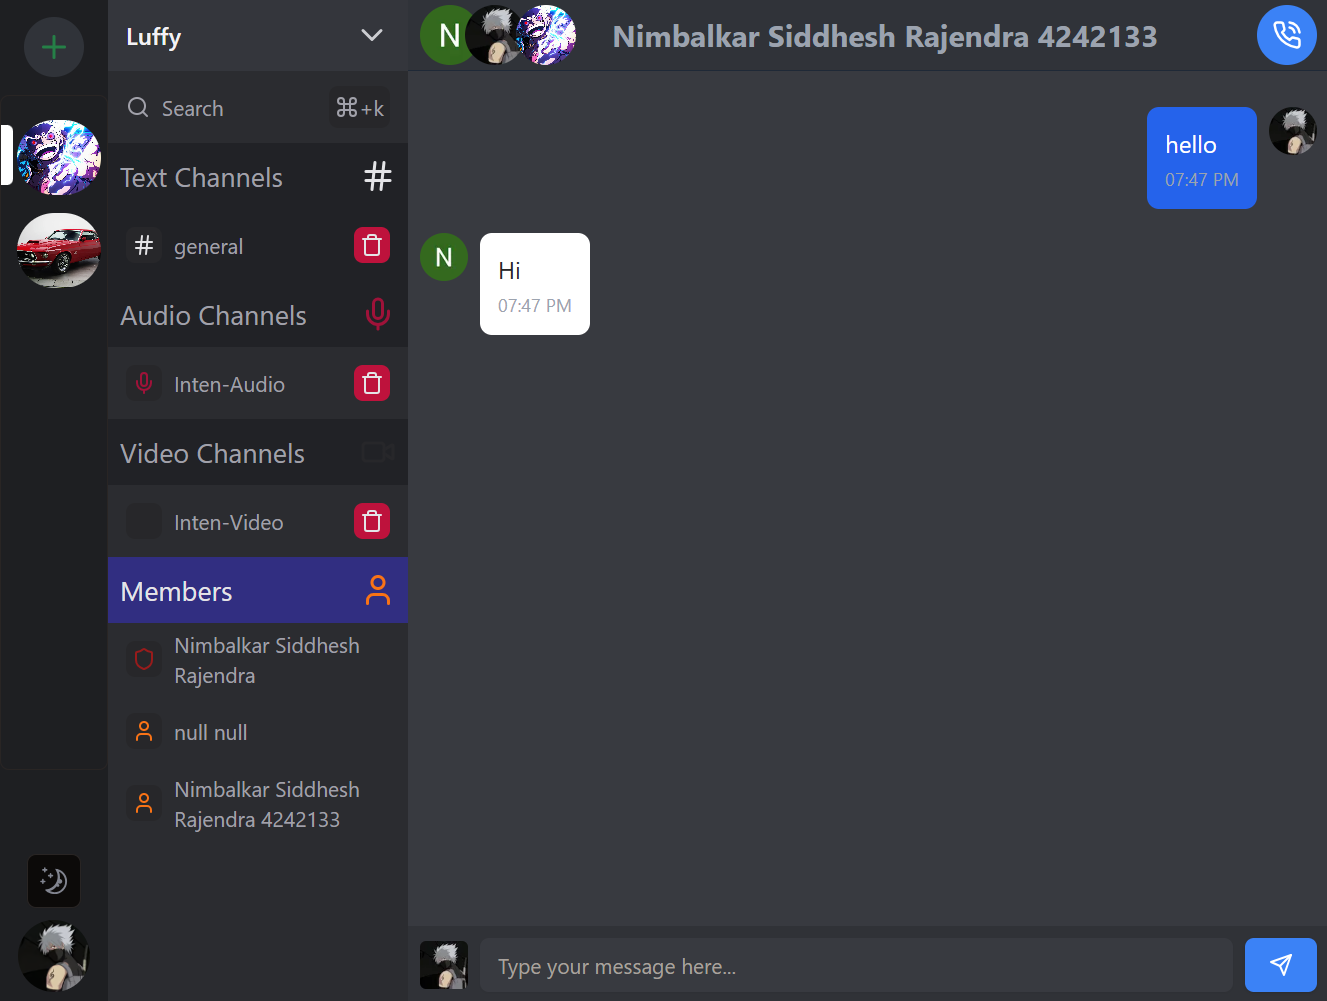 Luffy
Search
⌘+k
Text Channels
general
Audio Channels
Inten-Audio
Video Channels
Inten-Video
Members
Nimbalkar Siddhesh
Rajendra
null null
Nimbalkar Siddhesh
Rajendra 4242133
N
Nimbalkar Siddhesh Rajendra 4242133
hello
07:47 PM
N
Hi
07:47 PM
Type your message here...